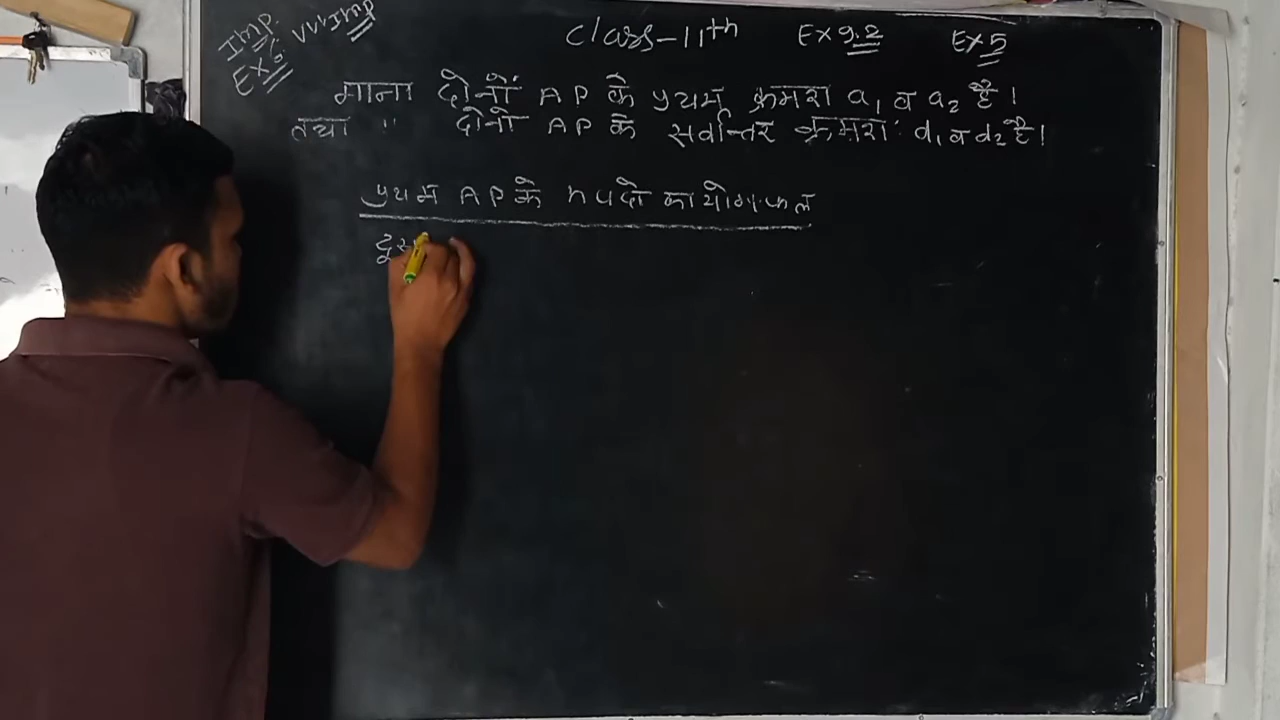 Imp. VVImp
Ex 6
Class-11th Ex 9.2 Ex 5
माना दोनों AP के प्रथम क्रमश a₁ व a₂ है।
तथा " दोनो AP के सर्वान्तर क्रमश: d₁ व d₂ है।
प्रथम AP के n पदो का योगफल